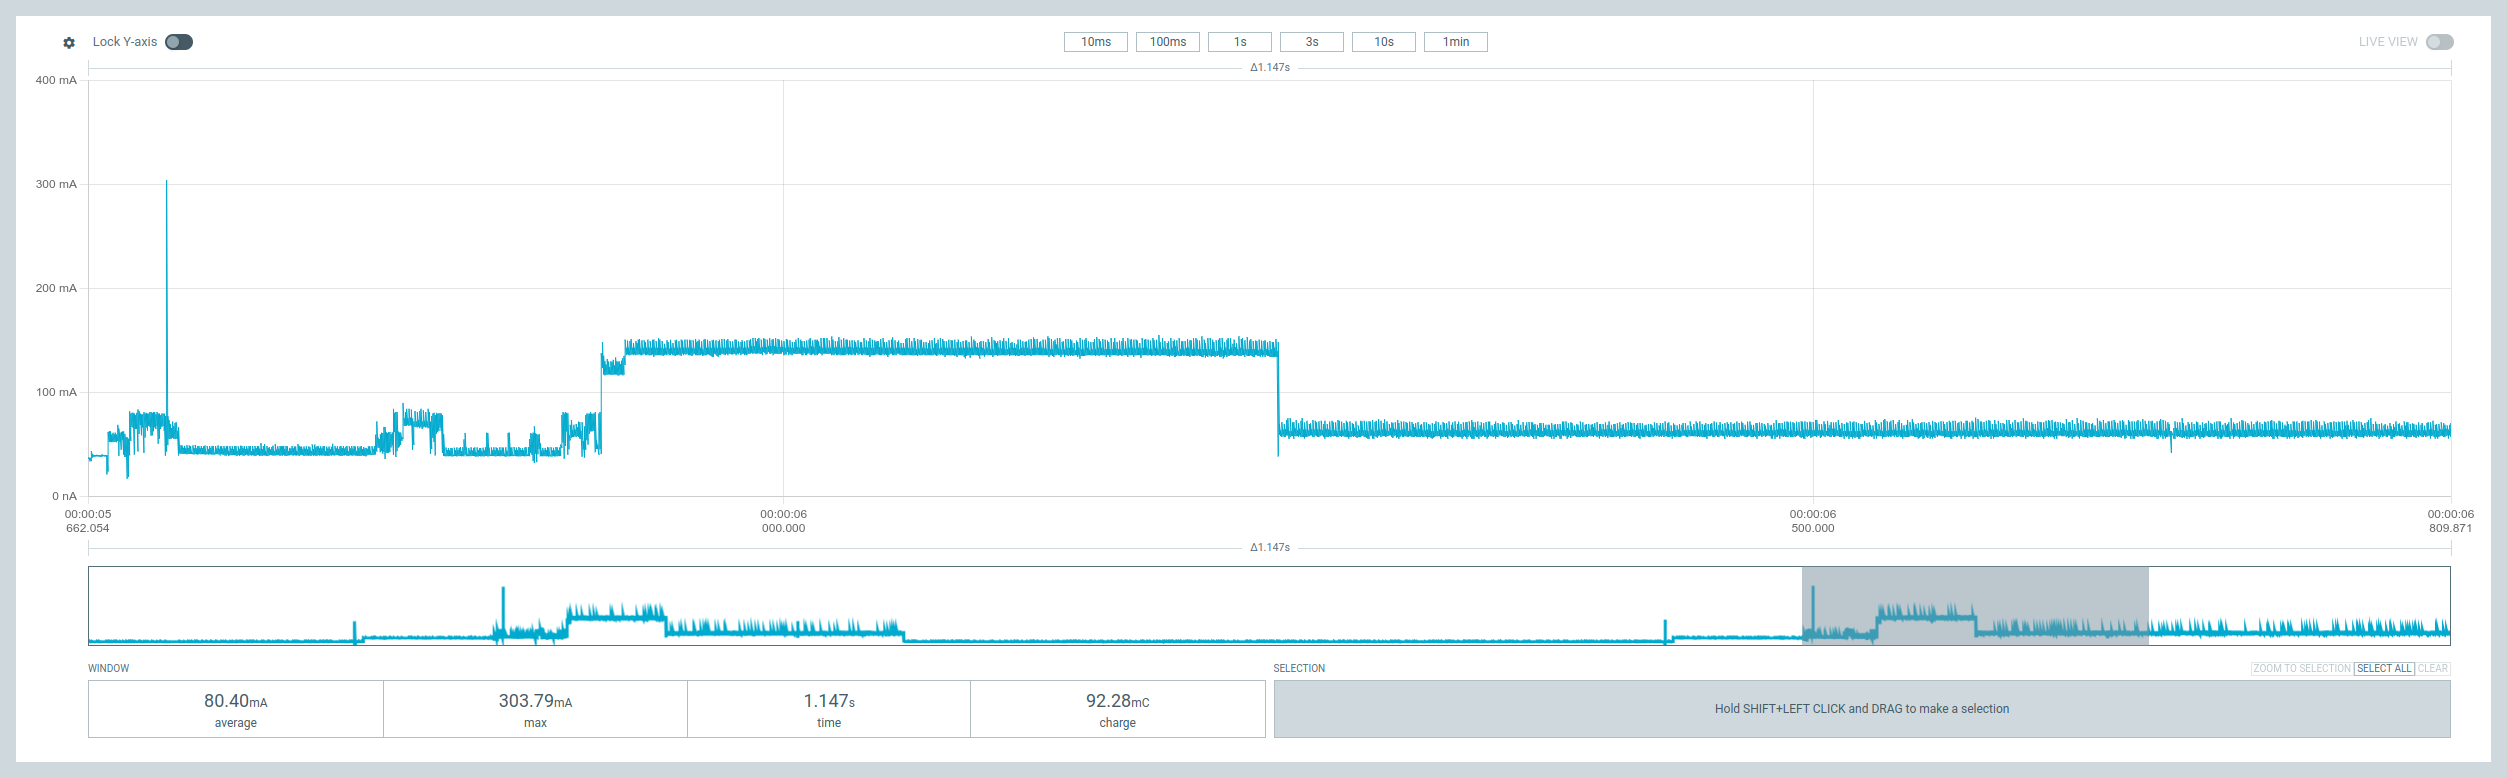 Lock Y-axis
10ms 100ms 1s 3s 10s 1min
LIVE VIEW
Δ1.147s
400 mA
300 mA
200 mA
100 mA
0 nA
00:00:05 00:00:06 00:00:06 00:00:06
662.054 000.000 500.000 809.871
Δ1.147s
WINDOW
80.40mA 303.79mA 1.147s 92.28mC
average max time charge
SELECTION
ZOOM TO SELECTION SELECT ALL CLEAR
Hold SHIFT+LEFT CLICK and DRAG to make a selection